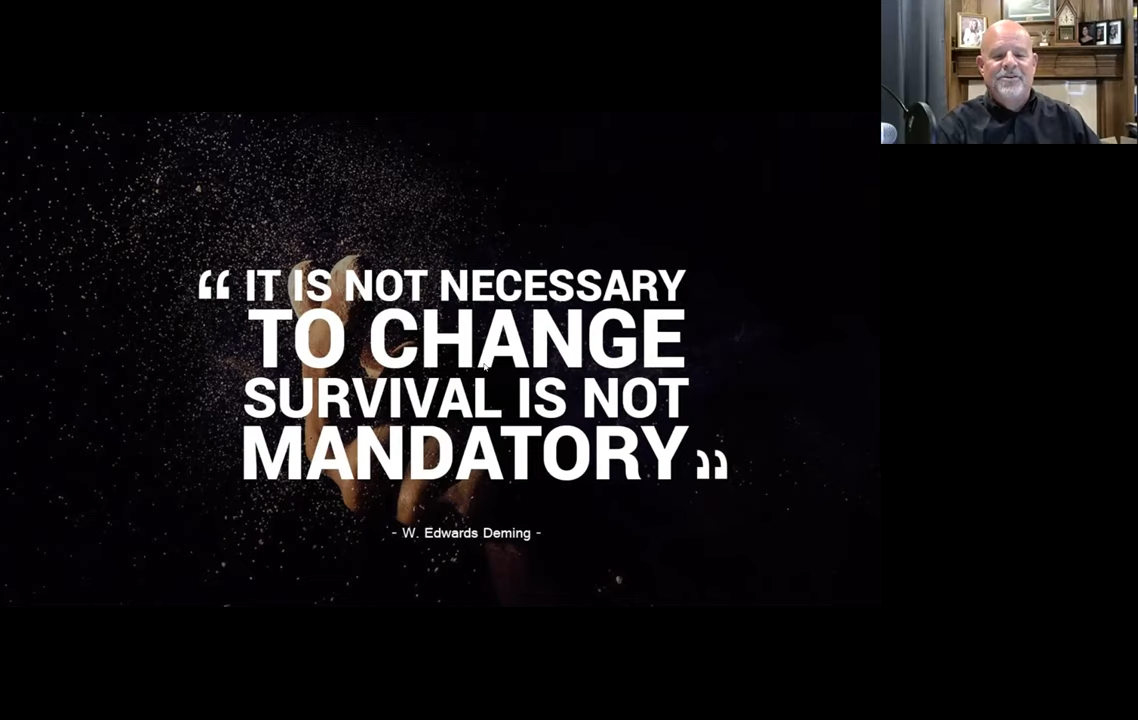 “ IT IS NOT NECESSARY
TO CHANGE
SURVIVAL IS NOT
MANDATORY ”
- W. Edwards Deming -